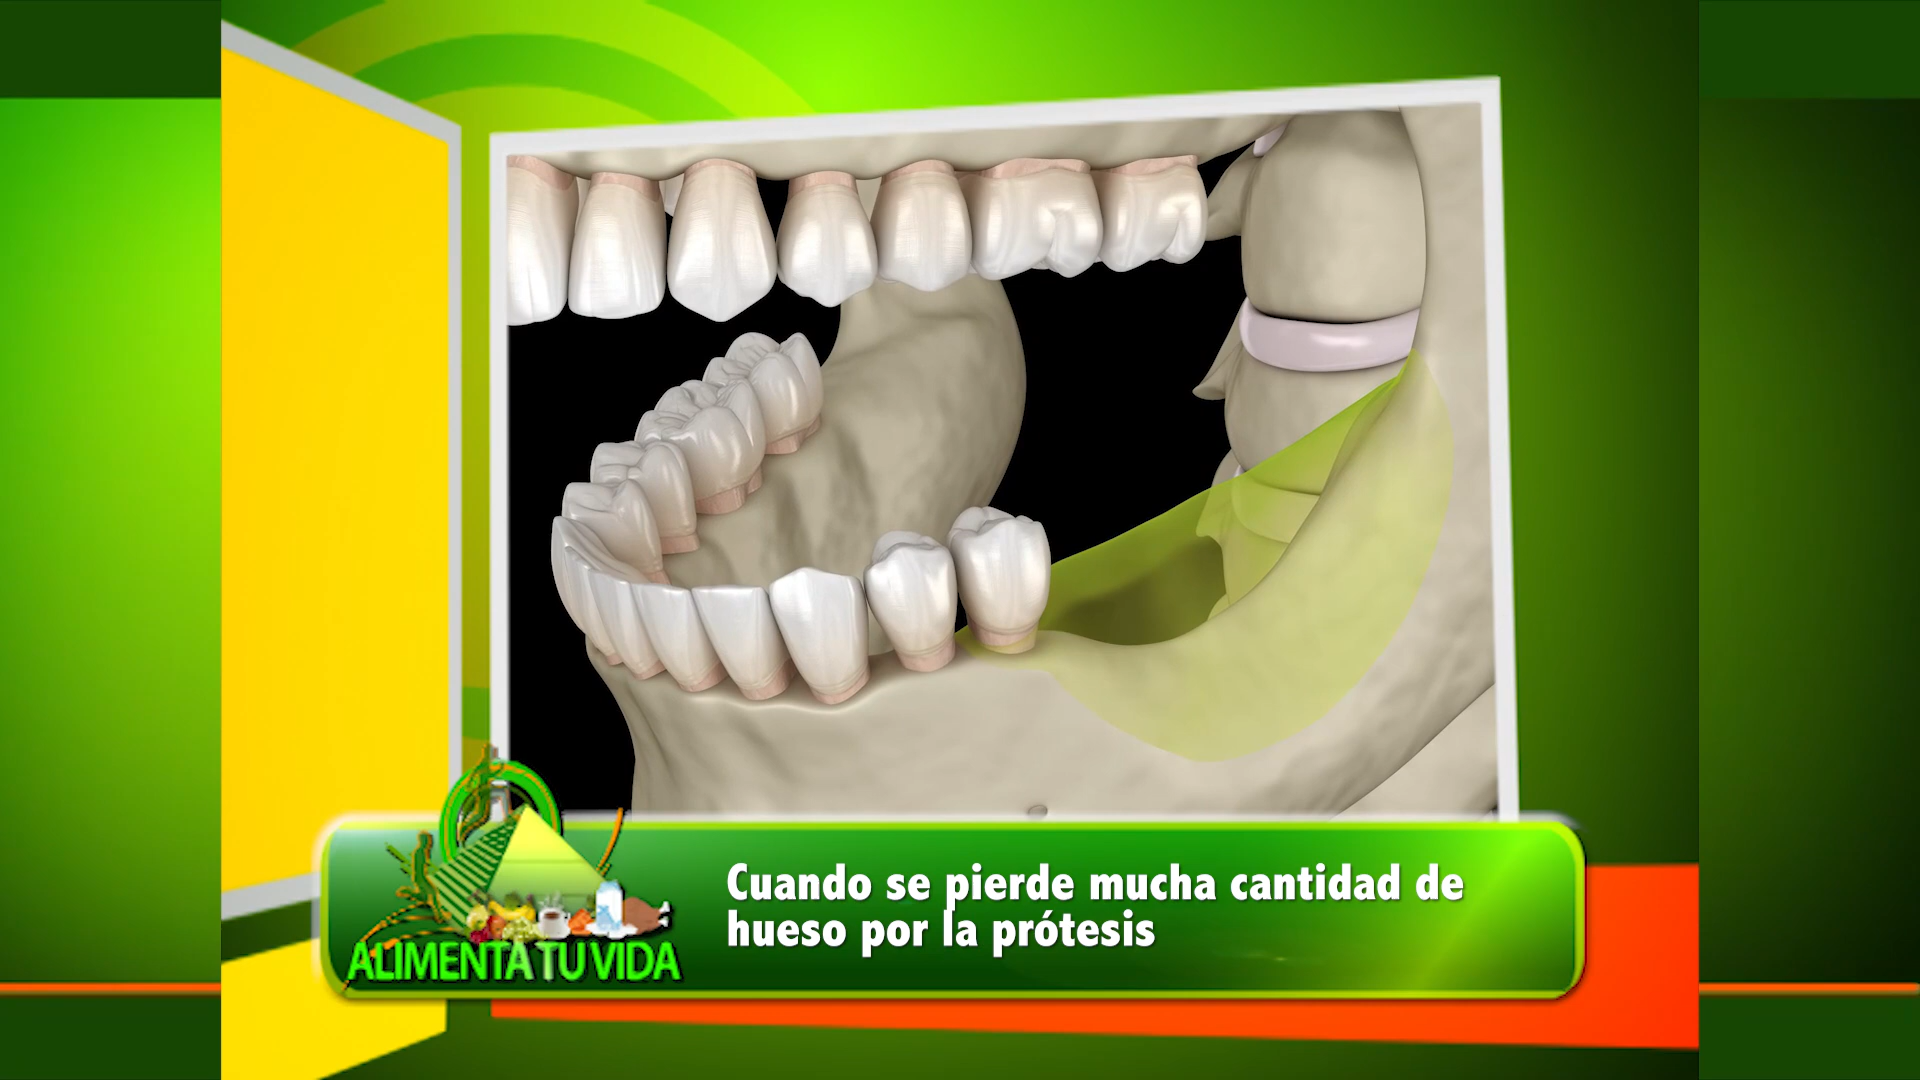 Cuando se pierde mucha cantidad de
hueso por la prótesis
ALIMENTA TU VIDA